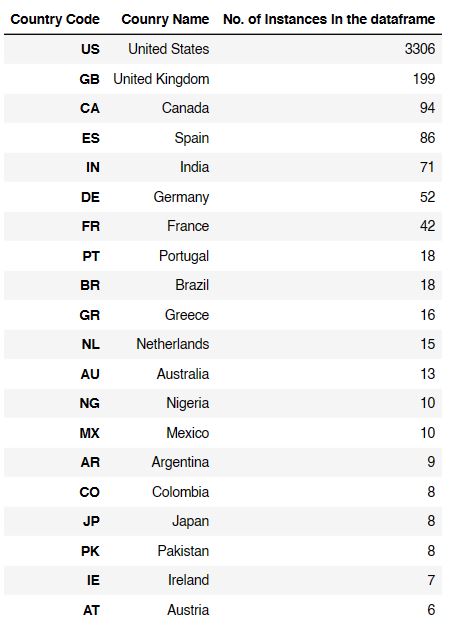 Country Code Counry Name No. of Instances in the dataframe
US United States 3306
GB United Kingdom 199
CA Canada 94
ES Spain 86
IN India 71
DE Germany 52
FR France 42
PT Portugal 18
BR Brazil 18
GR Greece 16
NL Netherlands 15
AU Australia 13
NG Nigeria 10
MX Mexico 10
AR Argentina 9
CO Colombia 8
JP Japan 8
PK Pakistan 8
IE Ireland 7
AT Austria 6